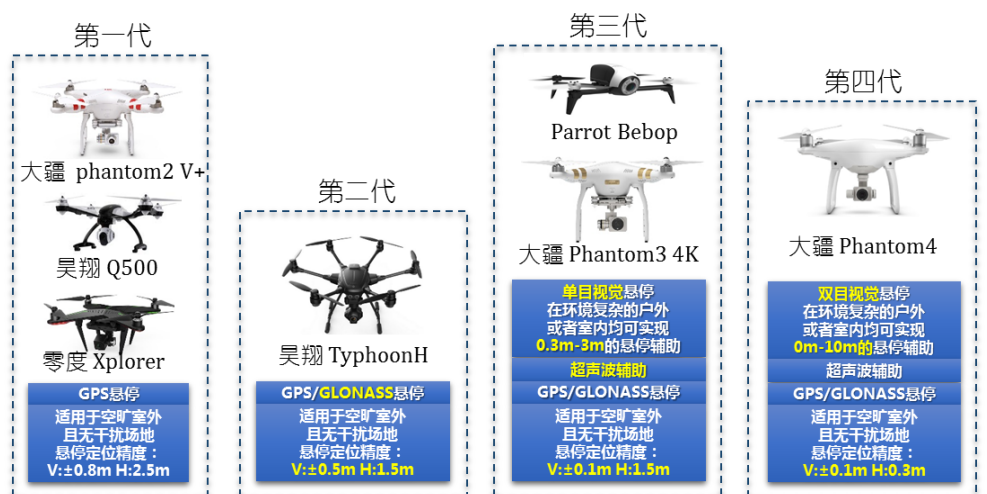 第一代
大疆 phantom2 V+
昊翔 Q500
零度 Xplorer
GPS悬停
适用于空旷室外
且无干扰场地
悬停定位精度：
V:±0.8m H:2.5m
第二代
昊翔 TyphoonH
GPS/GLONASS悬停
适用于空旷室外
且无干扰场地
悬停定位精度：
V:±0.5m H:1.5m
第三代
Parrot Bebop
大疆 Phantom3 4K
单目视觉悬停
在环境复杂的户外
或者室内均可实现
0.3m-3m的悬停辅助
超声波辅助
GPS/GLONASS悬停
适用于空旷室外
且无干扰场地
悬停定位精度：
V:±0.1m H:1.5m
第四代
大疆 Phantom4
双目视觉悬停
在环境复杂的户外
或者室内均可实现
0m-10m的悬停辅助
超声波辅助
GPS/GLONASS悬停
适用于空旷室外
且无干扰场地
悬停定位精度：
V:±0.1m H:0.3m